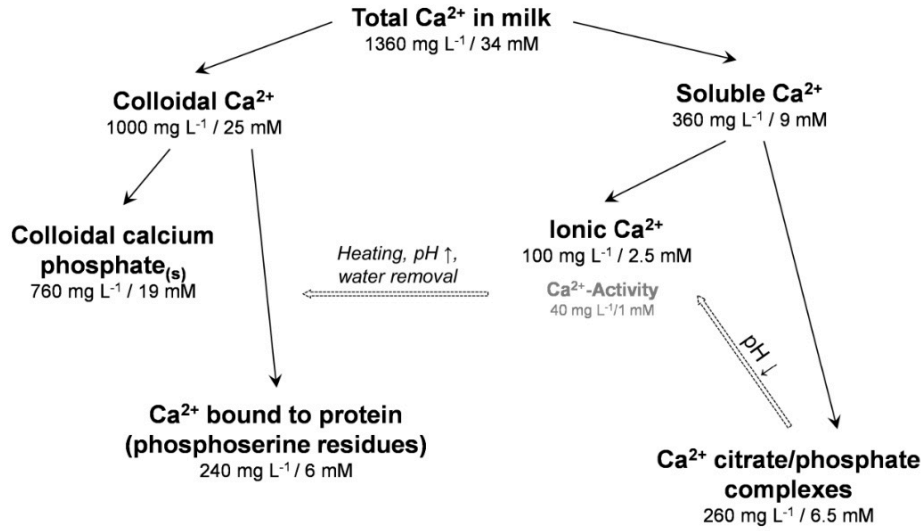 Total Ca²⁺ in milk
1360 mg L⁻¹ / 34 mM
Colloidal Ca²⁺
1000 mg L⁻¹ / 25 mM
Soluble Ca²⁺
360 mg L⁻¹ / 9 mM
Colloidal calcium
phosphate₍s₎
760 mg L⁻¹ / 19 mM
Heating, pH ↑,
water removal
Ionic Ca²⁺
100 mg L⁻¹ / 2.5 mM
Ca²⁺-Activity
40 mg L⁻¹/1 mM
pH ↓
Ca²⁺ bound to protein
(phosphoserine residues)
240 mg L⁻¹ / 6 mM
Ca²⁺ citrate/phosphate
complexes
260 mg L⁻¹ / 6.5 mM